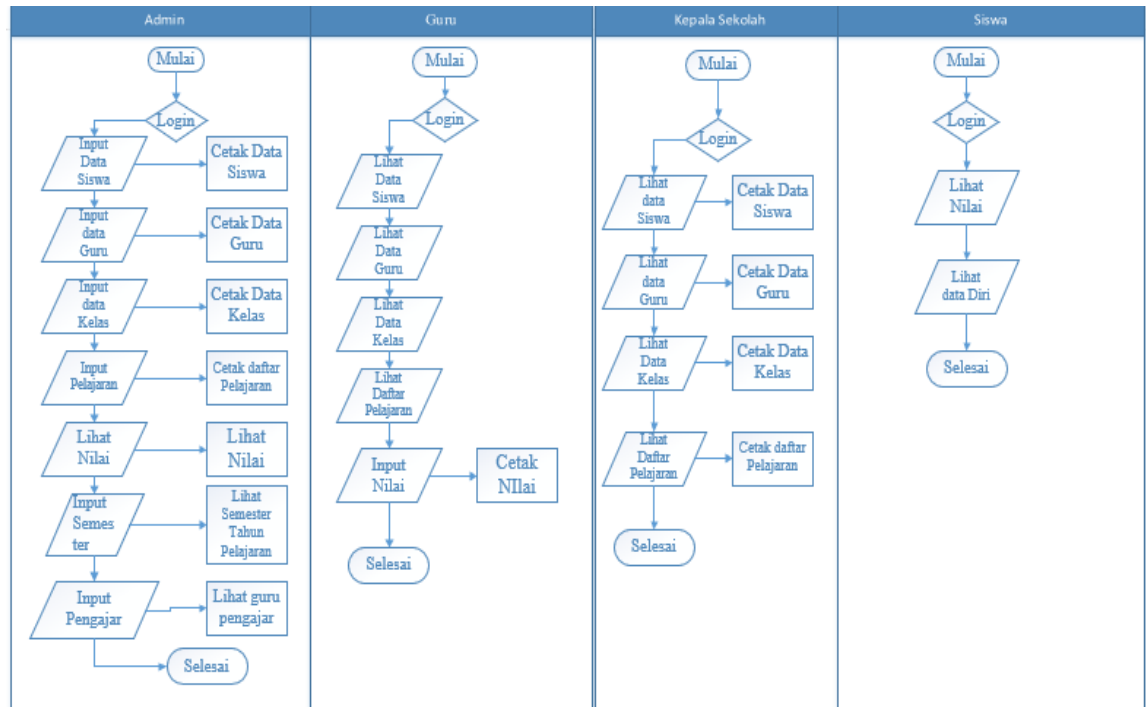 Admin
Mulai
Login
Input
Data
Siswa
Cetak Data
Siswa
Input
data
Guru
Cetak Data
Guru
Input
data
Kelas
Cetak Data
Kelas
Input
Pelajaran
Cetak daftar
Pelajaran
Lihat
Nilai
Lihat
Nilai
Input
Semes
ter
Lihat
Semester
Tahun
Pelajaran
Input
Pengajar
Lihat guru
pengajar
Selesai
Guru
Mulai
Login
Lihat
Data
Siswa
Lihat
Data
Guru
Lihat
Data
Kelas
Lihat
Daftar
Pelajaran
Input
Nilai
Cetak
NIlai
Selesai
Kepala Sekolah
Mulai
Login
Lihat
data
Siswa
Cetak Data
Siswa
Lihat
data
Guru
Cetak Data
Guru
Lihat
Data
Kelas
Cetak Data
Kelas
Lihat
Daftar
Pelajaran
Cetak daftar
Pelajaran
Selesai
Siswa
Mulai
Login
Lihat
Nilai
Lihat
data Diri
Selesai